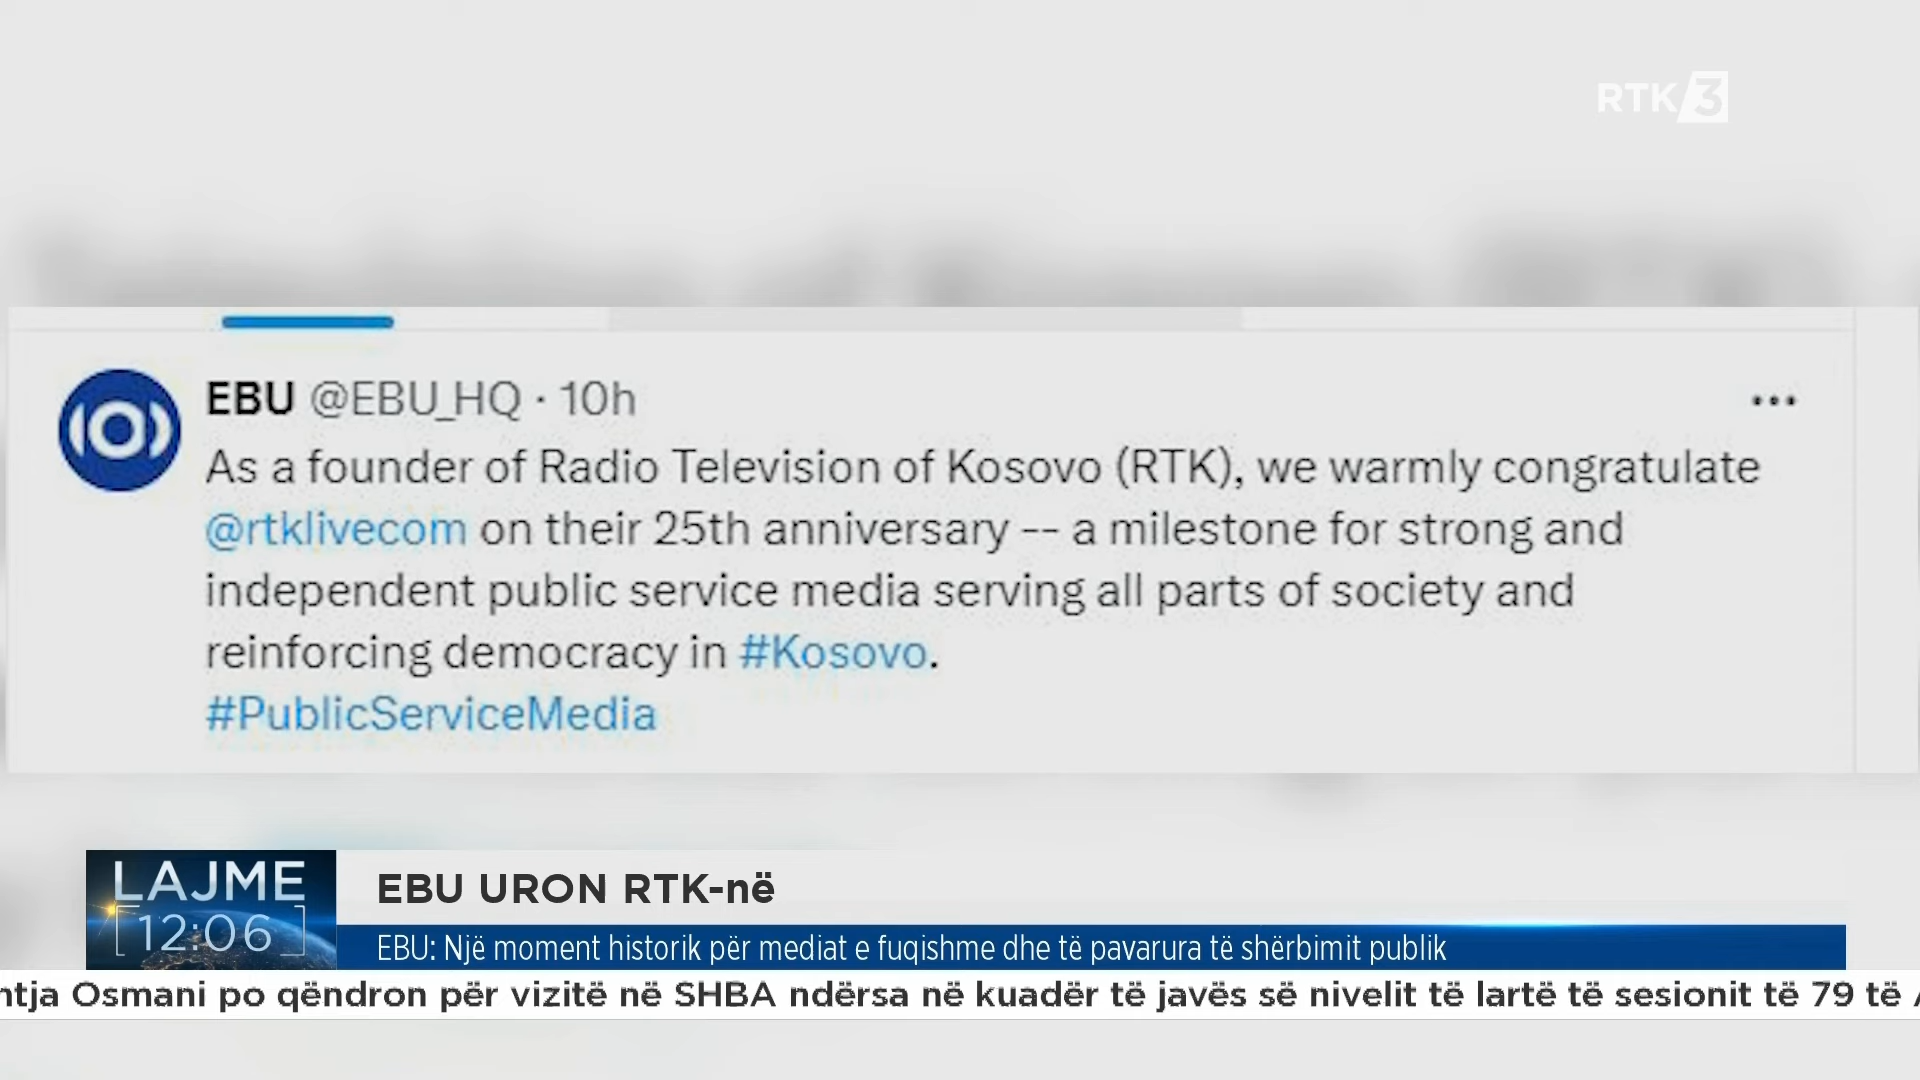 RTK 3
EBU @EBU_HQ · 10h
As a founder of Radio Television of Kosovo (RTK), we warmly congratulate
@rtklivecom on their 25th anniversary -- a milestone for strong and
independent public service media serving all parts of society and
reinforcing democracy in #Kosovo.
#PublicServiceMedia
LAJME
12:06
EBU URON RTK-në
EBU: Një moment historik për mediat e fuqishme dhe të pavarura të shërbimit publik
Osmani po qëndron për vizitë në SHBA ndërsa në kuadër të javës së nivelit të lartë të sesionit të 79 të